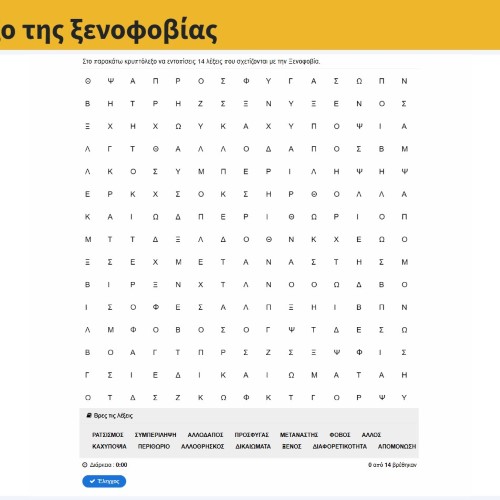 ο της ξενοφοβίας
Στο παρακάτω κρυπτόλεξο να εντοπίσεις 14 λέξεις που σχετίζονται με την Ξενοφοβία.
Θ Ψ Α Π Ρ Ο Σ Φ Υ Γ Α Σ Ω Π Ν
Β Η Τ Ρ Η Ζ Σ Ξ Ν Υ Ξ Ε Ν Ο Σ
Ξ Χ Η Χ Ω Υ Κ Α Χ Υ Π Ο Ψ Ι Α
Λ Γ Τ Θ Α Λ Λ Ο Δ Α Π Ο Σ Β Μ
Λ Κ Ο Σ Υ Μ Π Ε Ρ Ι Λ Η Ψ Η Ψ
Ε Ρ Κ Χ Σ Ο Κ Σ Η Ρ Θ Ο Λ Λ Α
Κ Α Ι Ω Δ Π Ε Ρ Ι Θ Ω Ρ Ι Ο Π
Μ Τ Τ Δ Ξ Λ Δ Ο Θ Ν Κ Χ Ε Ω Ο
Ξ Σ Ε Χ Μ Ε Τ Α Ν Α Σ Τ Η Σ Μ
Β Ι Ρ Ξ Ν Χ Τ Λ Ν Ο Ο Ω Δ Β Ο
Ι Σ Ο Φ Ε Σ Α Λ Π Ξ Η Ι Β Π Ν
Λ Μ Φ Ο Β Ο Σ Ο Γ Ψ Τ Δ Ε Σ Ω
Β Ο Α Γ Τ Π Ρ Σ Ζ Σ Ξ Ψ Φ Ι Σ
Γ Σ Ι Ε Δ Ι Κ Α Ι Ω Μ Α Τ Α Η
Ο Τ Δ Σ Ζ Κ Ω Φ Κ Τ Γ Ο Ρ Ψ Υ
Βρες τις λέξεις
ΡΑΤΣΙΣΜΟΣ ΣΥΜΠΕΡΙΛΗΨΗ ΑΛΛΟΔΑΠΟΣ ΠΡΟΣΦΥΓΑΣ ΜΕΤΑΝΑΣΤΗΣ ΦΟΒΟΣ ΑΛΛΟΣ
ΚΑΧΥΠΟΨΙΑ ΠΕΡΙΘΩΡΙΟ ΑΛΛΟΘΡΗΣΚΟΣ ΔΙΚΑΙΩΜΑΤΑ ΞΕΝΟΣ ΔΙΑΦΟΡΕΤΙΚΟΤΗΤΑ ΑΠΟΜΟΝΩΣΗ
Διάρκεια : 0:00 0 από 14 βρέθηκαν
Έλεγχος